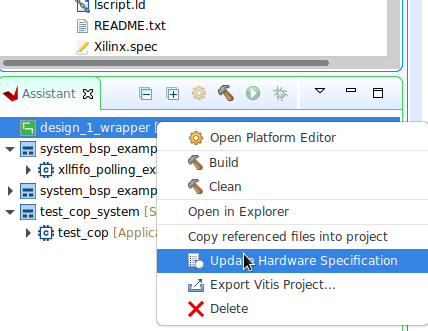 lscript.ld
README.txt
Xilinx.spec
Assistant
design_1_wrapper [
system_bsp_examp
xllfifo_polling_ex
system_bsp_examp
test_cop_system [S
test_cop [Applica
Open Platform Editor
Build
Clean
Open in Explorer
Copy referenced files into project
Update Hardware Specification
Export Vitis Project...
Delete